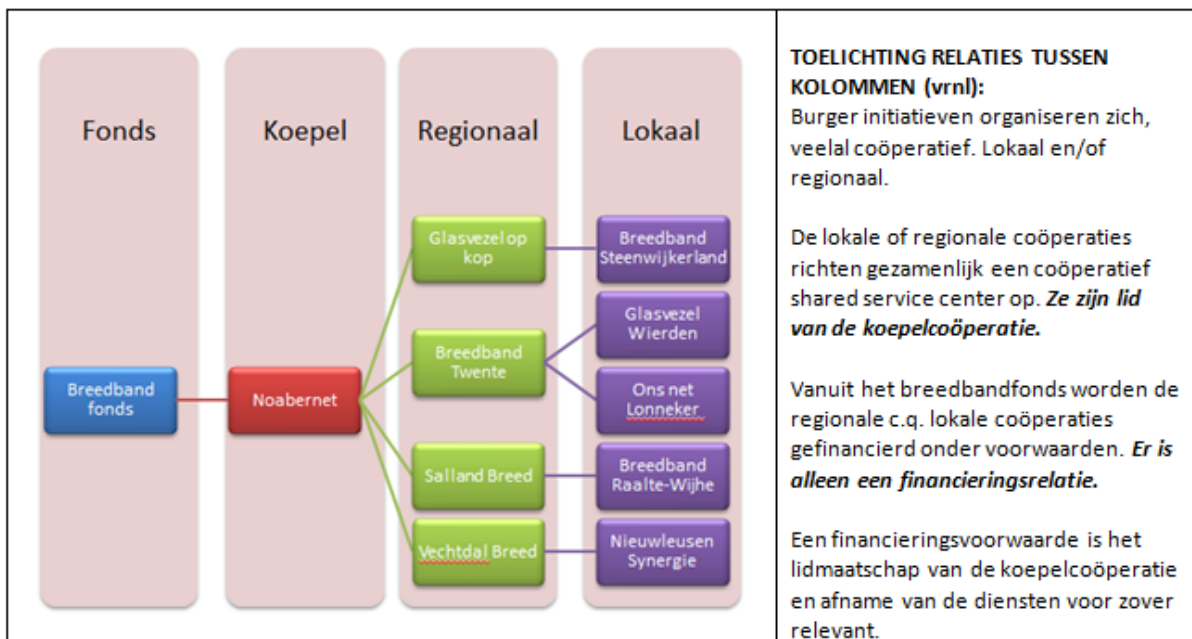 Fonds
Koepel
Regionaal
Lokaal
Glasvezel op
kop
Breedband
Steenwijkerland
Glasvezel
Wierden
Breedband
Twente
Ons net
Lonneker
Breedband
fonds
Noabernet
Salland Breed
Breedband
Raalte-Wijhe
Vechtdal Breed
Nieuwleusen
Synergie
TOELICHTING RELATIES TUSSEN
KOLOMMEN (vrnl):
Burger initiatieven organiseren zich,
veelal coöperatief. Lokaal en/of
regionaal.
De lokale of regionale coöperaties
richten gezamenlijk een coöperatief
shared service center op. Ze zijn lid
van de koepelcoöperatie.
Vanuit het breedbandfonds worden de
regionale c.q. lokale coöperaties
gefinancierd onder voorwaarden. Er is
alleen een financieringsrelatie.
Een financieringsvoorwaarde is het
lidmaatschap van de koepelcoöperatie
en afname van de diensten voor zover
relevant.